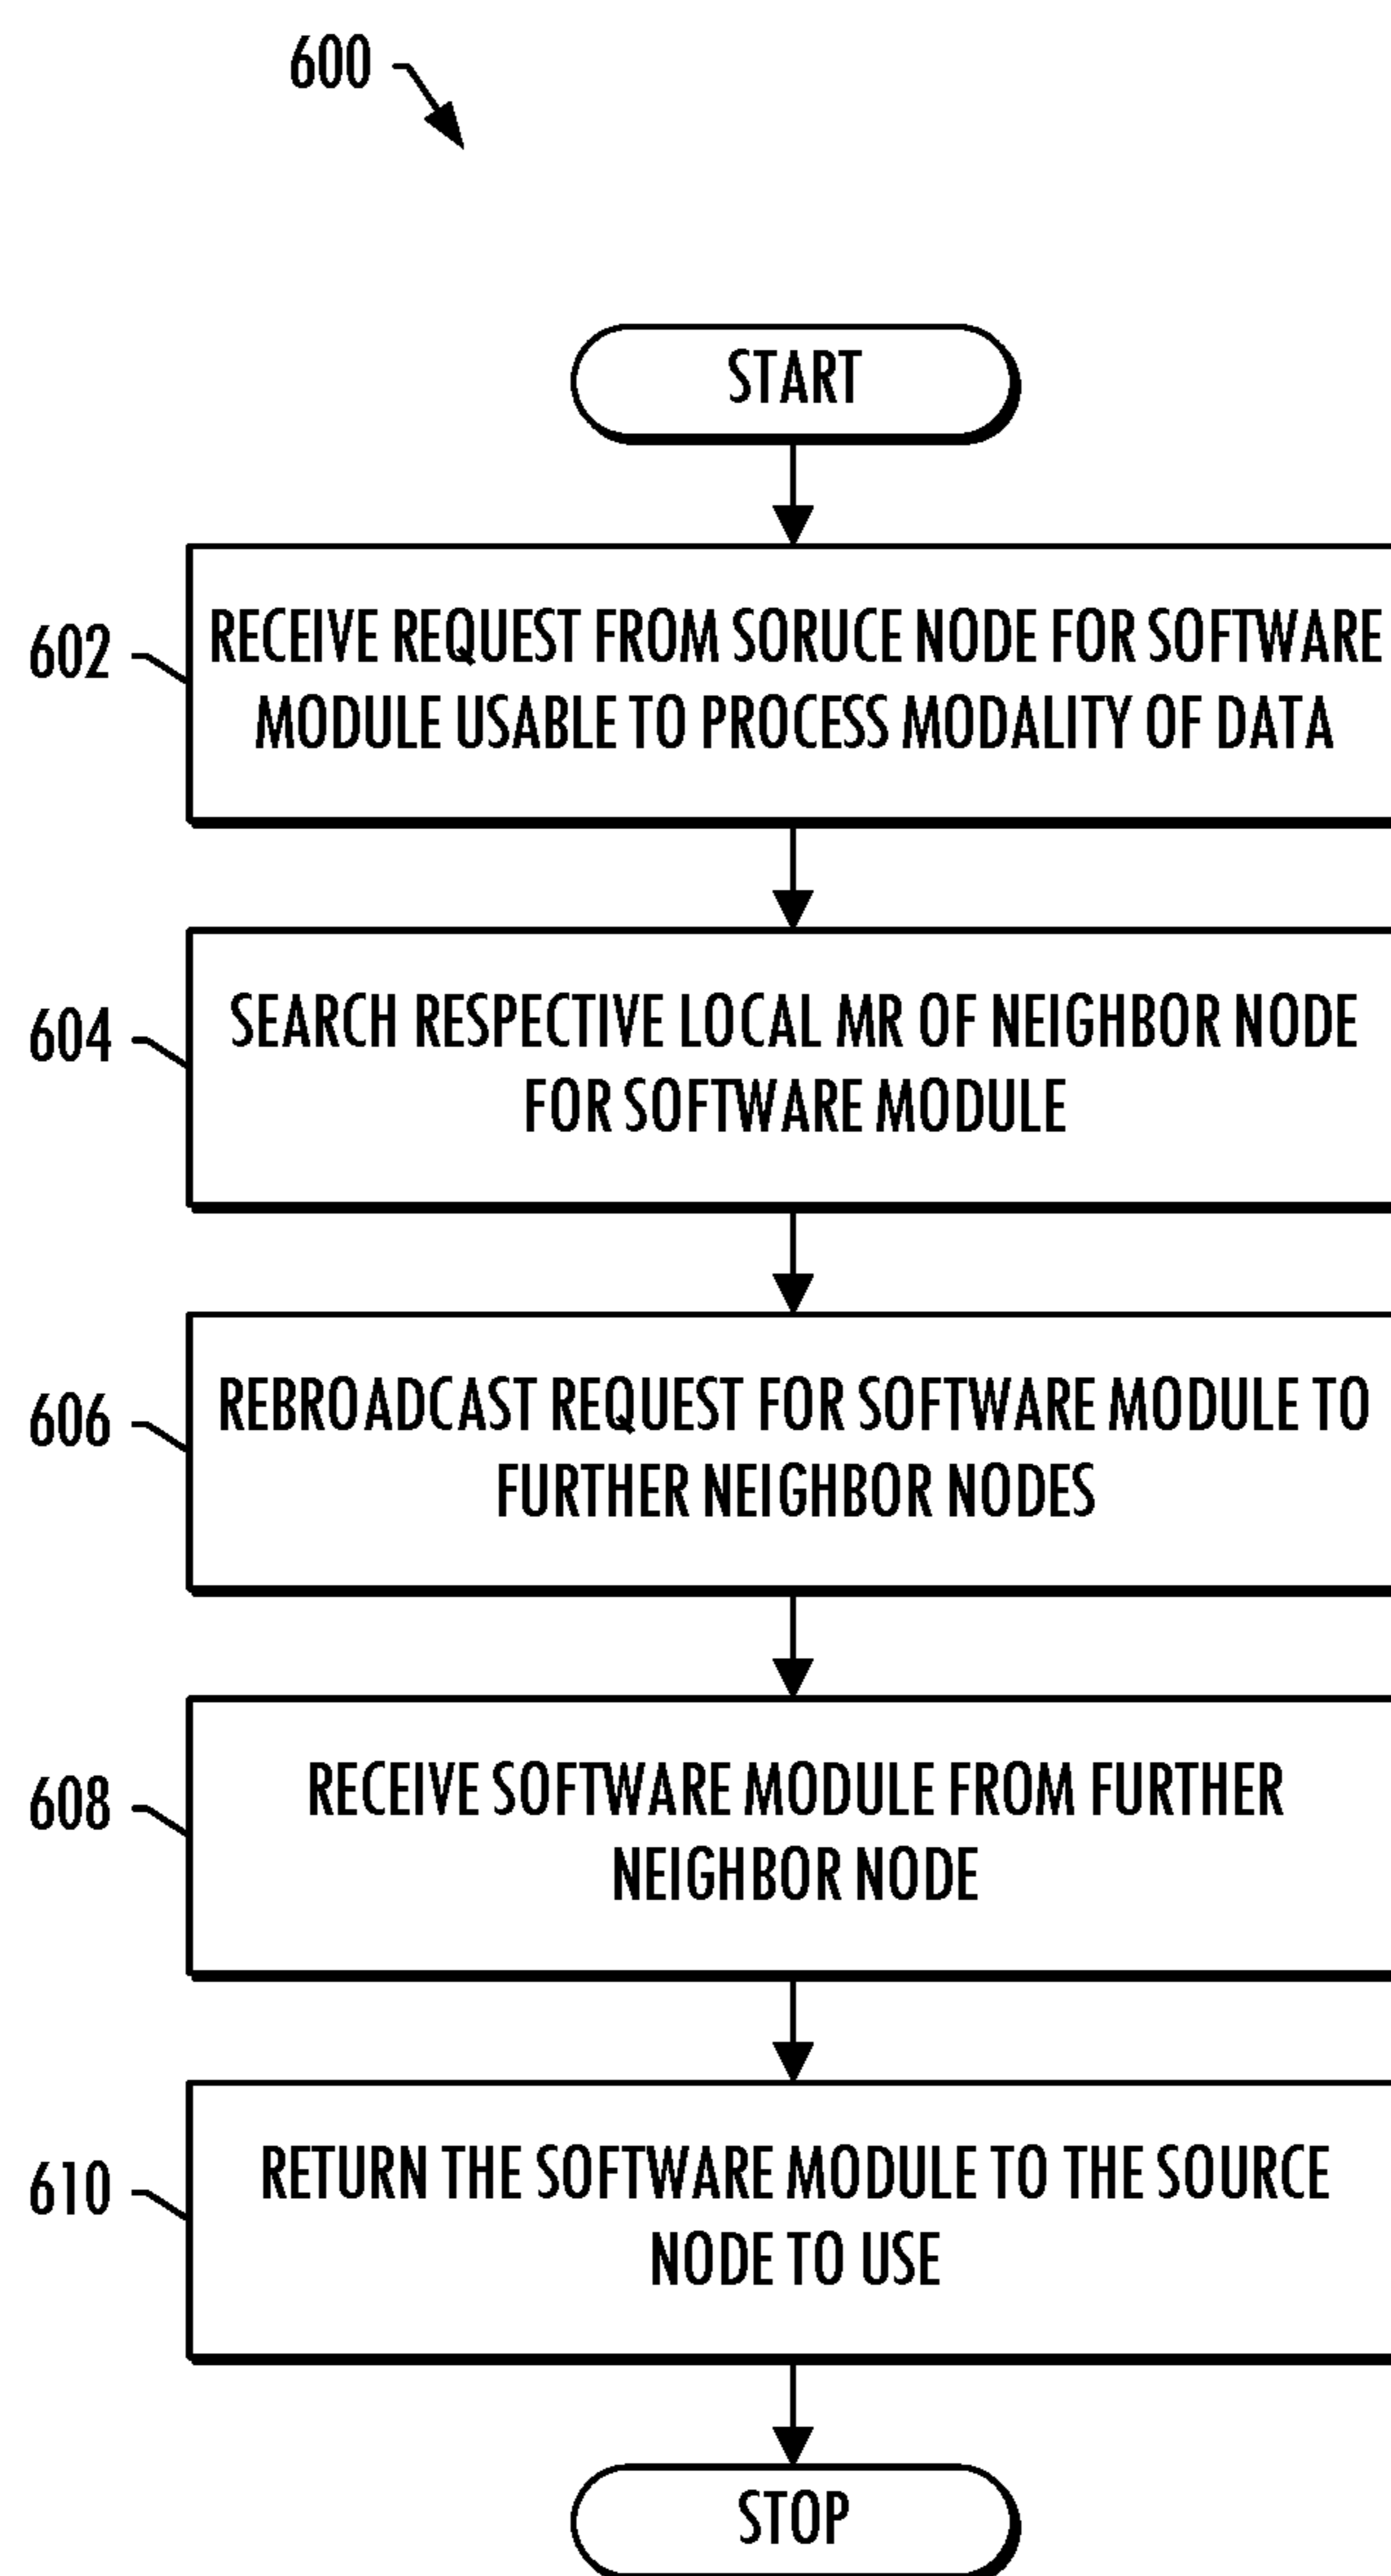 600
START
602
RECEIVE REQUEST FROM SORUCE NODE FOR SOFTWARE
MODULE USABLE TO PROCESS MODALITY OF DATA
604
SEARCH RESPECTIVE LOCAL MR OF NEIGHBOR NODE
FOR SOFTWARE MODULE
606
REBROADCAST REQUEST FOR SOFTWARE MODULE TO
FURTHER NEIGHBOR NODES
608
RECEIVE SOFTWARE MODULE FROM FURTHER
NEIGHBOR NODE
610
RETURN THE SOFTWARE MODULE TO THE SOURCE
NODE TO USE
STOP